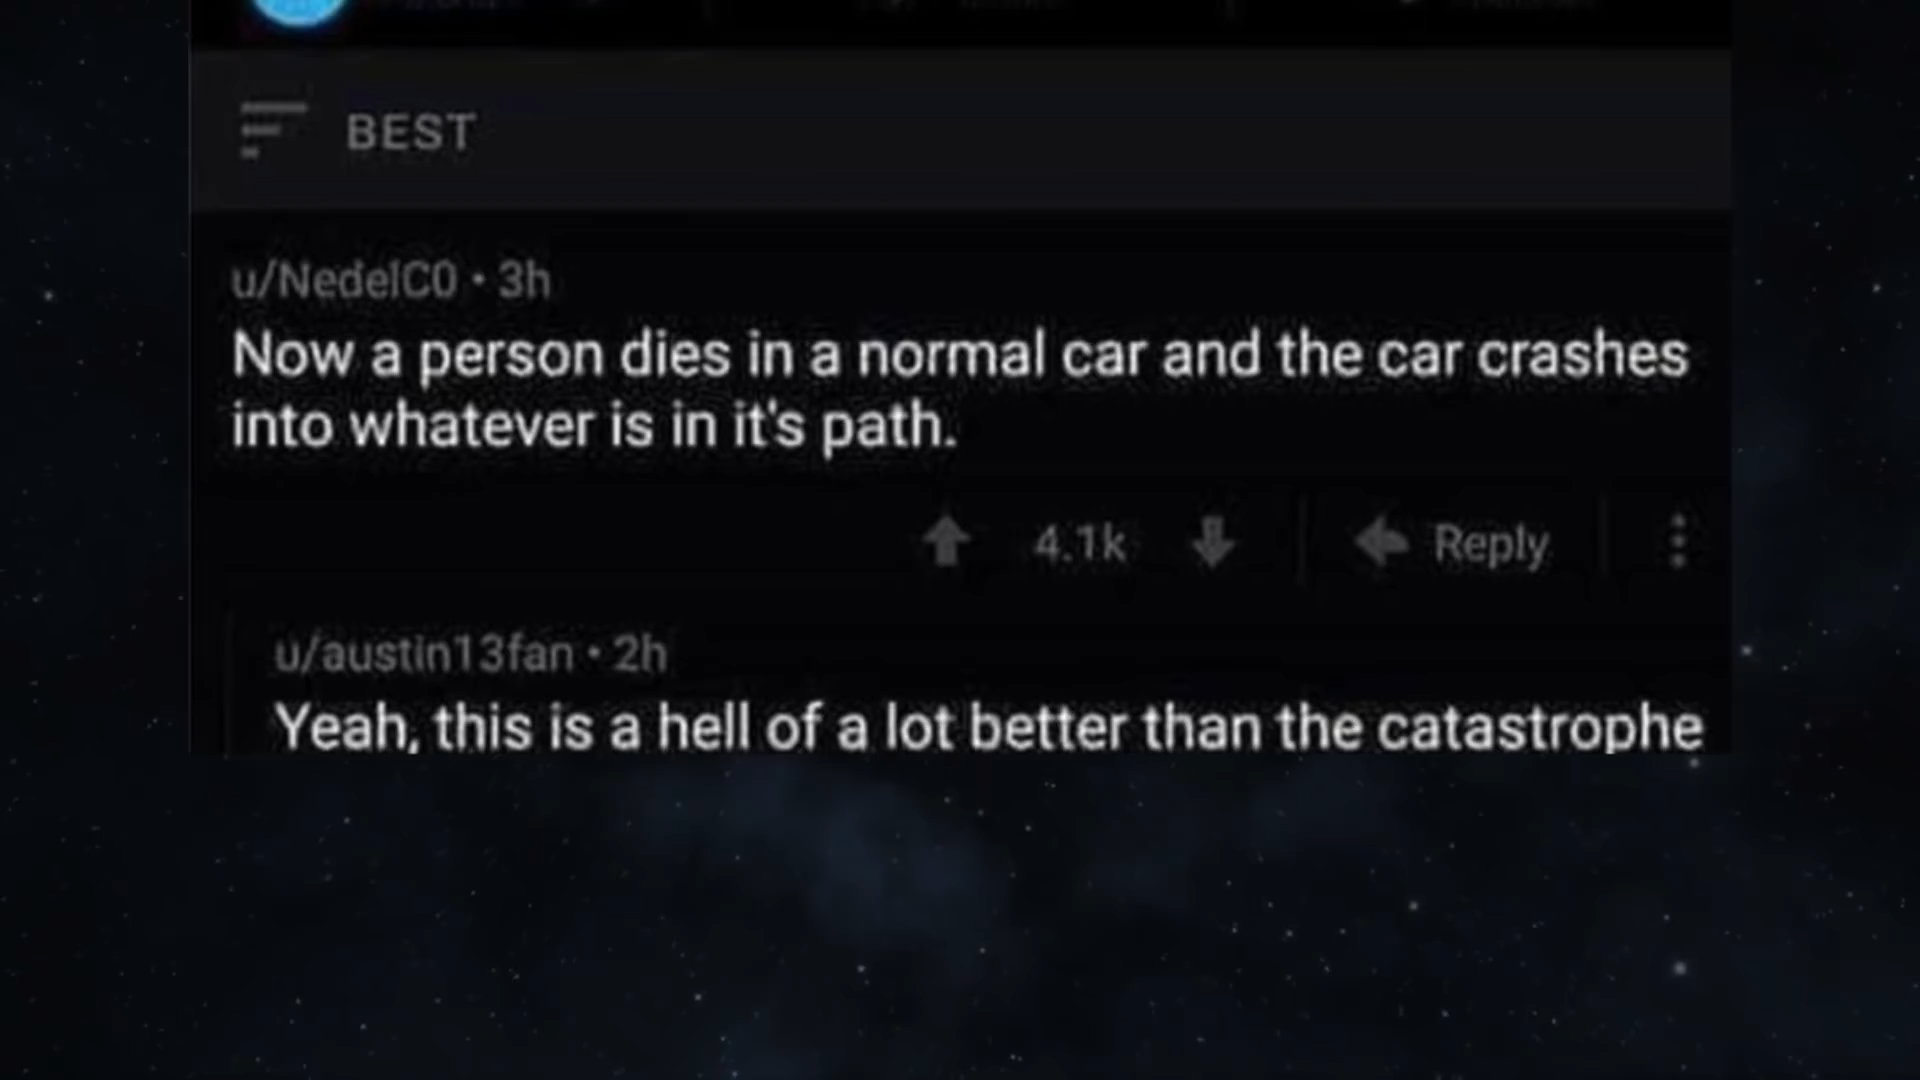 BEST
u/NedelC0 • 3h
Now a person dies in a normal car and the car crashes
into whatever is in it's path.
4.1k Reply
u/austin13fan • 2h
Yeah, this is a hell of a lot better than the catastrophe